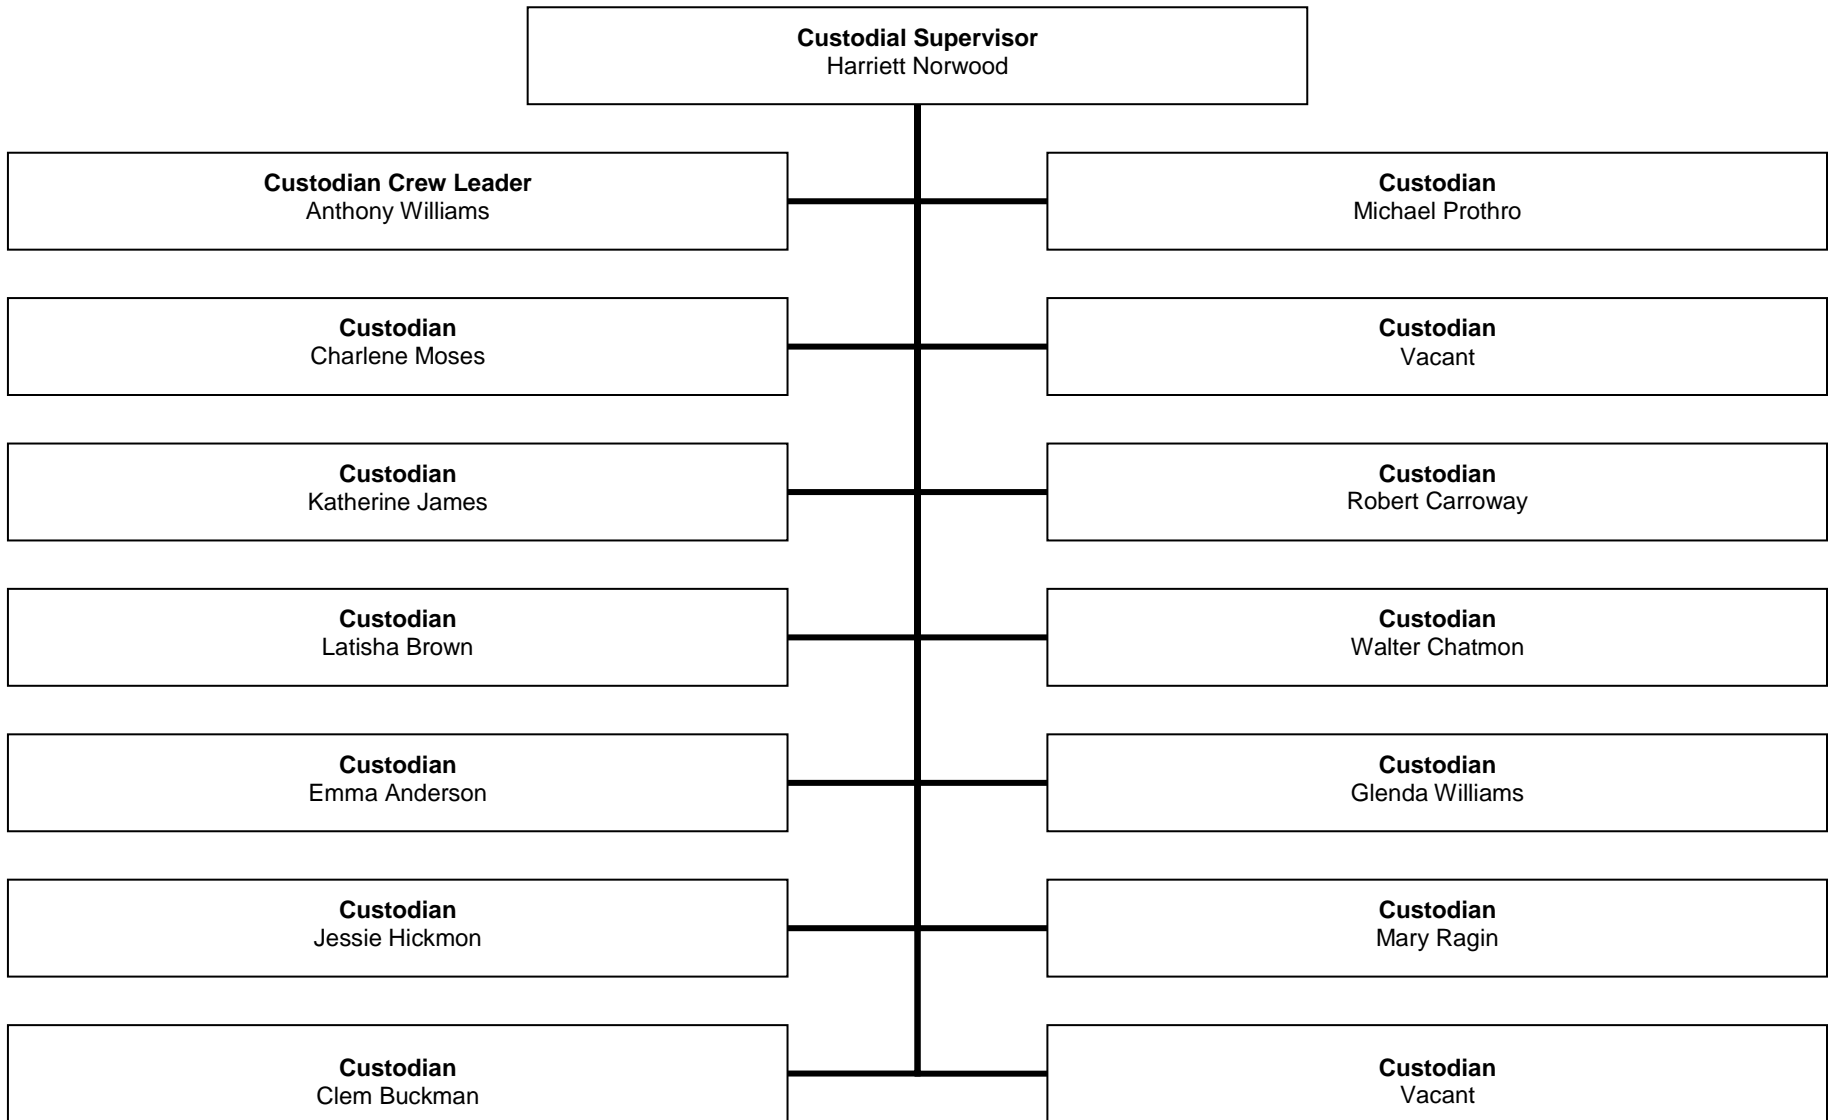 Custodial Supervisor
Harriett Norwood
Custodian Crew Leader
Anthony Williams
Custodian
Michael Prothro
Custodian
Charlene Moses
Custodian
Vacant
Custodian
Katherine James
Custodian
Robert Carroway
Custodian
Latisha Brown
Custodian
Walter Chatmon
Custodian
Emma Anderson
Custodian
Glenda Williams
Custodian
Jessie Hickmon
Custodian
Mary Ragin
Custodian
Clem Buckman
Custodian
Vacant